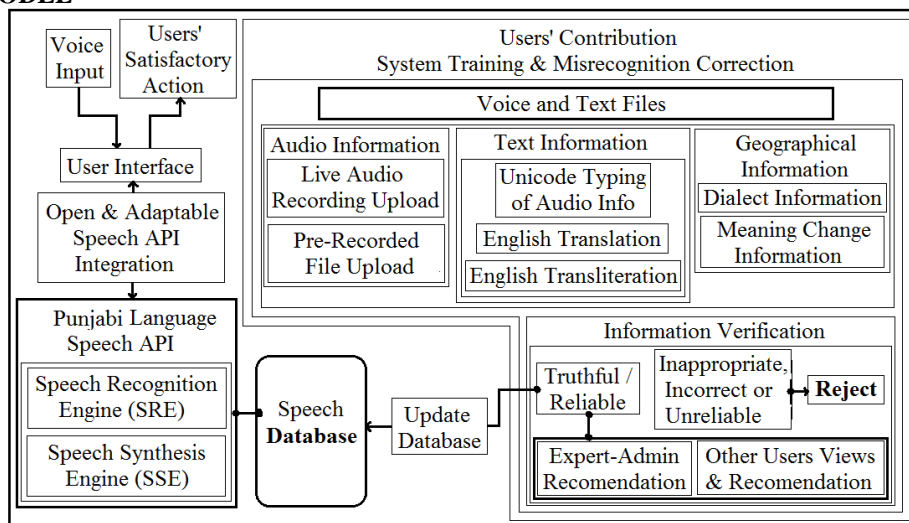 Voice
Input
Users'
Satisfactory
Action
User Interface
Open & Adaptable
Speech API
Integration
Punjabi Language
Speech API
Speech Recognition
Engine (SRE)
Speech Synthesis
Engine (SSE)
Speech
Database
Update
Database
Users' Contribution
System Training & Misrecognition Correction
Voice and Text Files
Audio Information
Live Audio
Recording Upload
Pre-Recorded
File Upload
Text Information
Unicode Typing
of Audio Info
English Translation
English Transliteration
Geographical
Information
Dialect Information
Meaning Change
Information
Information Verification
Truthful /
Reliable
Inappropriate,
Incorrect or
Unreliable
Reject
Expert-Admin
Recomendation
Other Users Views
& Recomendation